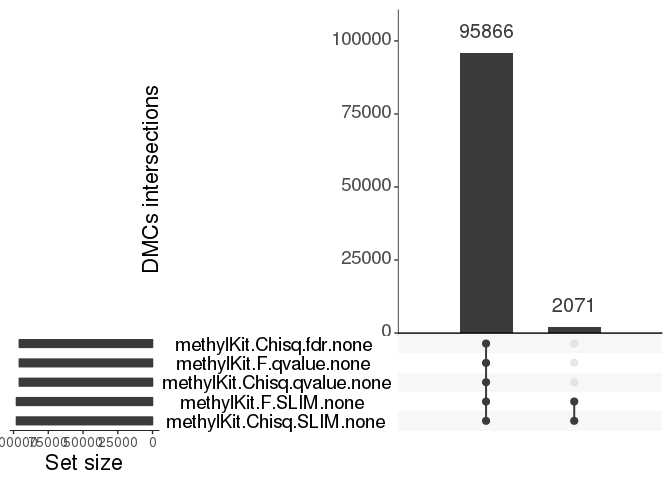 95866
100000
75000
50000
25000
0
2071
DMCs intersections
methylKit.Chisq.fdr.none
methylKit.F.qvalue.none
methylKit.Chisq.qvalue.none
methylKit.F.SLIM.none
methylKit.Chisq.SLIM.none
00000 75000 50000 25000 0
Set size